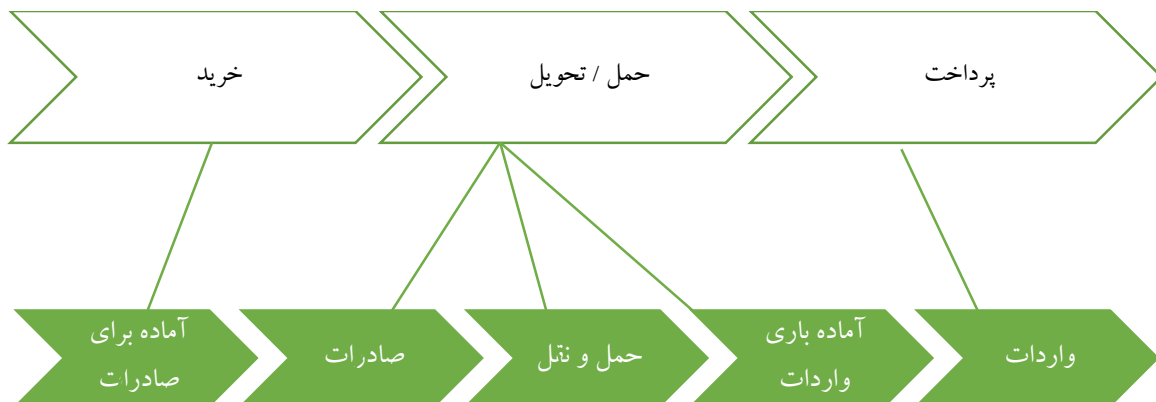 خرید
حمل / تحویل
پرداخت
آماده برای
صادرات
صادرات
حمل و نقل
آماده باری
واردات
واردات